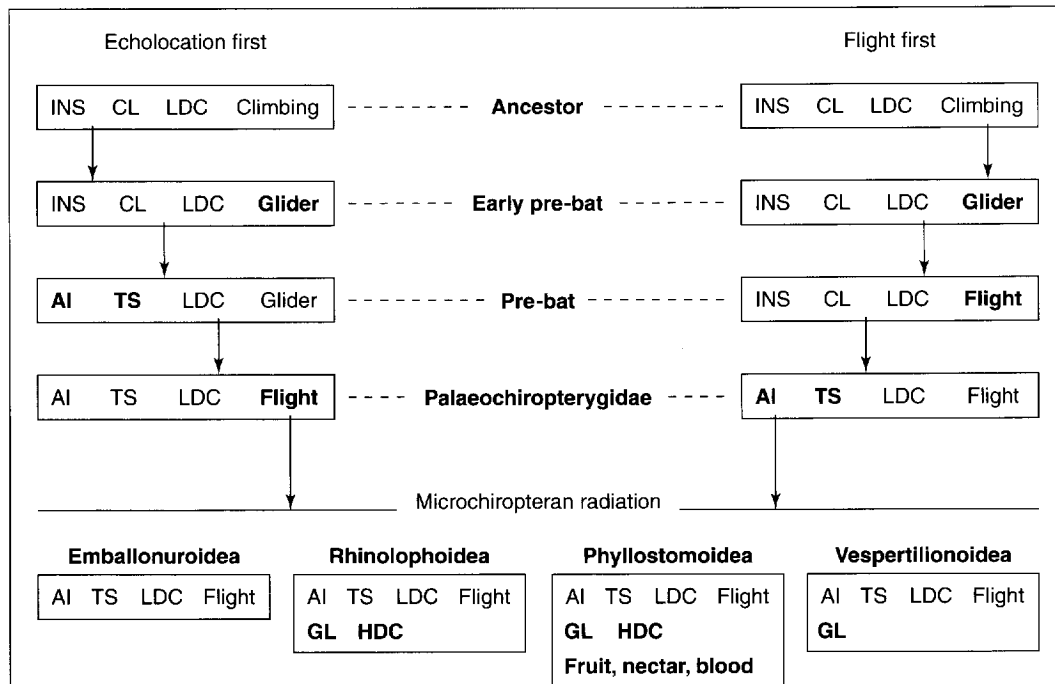 Echolocation first
Flight first
INS CL LDC Climbing
Ancestor
INS CL LDC Climbing
INS CL LDC Glider
Early pre-bat
INS CL LDC Glider
AI TS LDC Glider
Pre-bat
INS CL LDC Flight
AI TS LDC Flight
Palaeochiropterygidae
AI TS LDC Flight
Microchiropteran radiation
Emballonuroidea
AI TS LDC Flight
Rhinolophoidea
AI TS LDC Flight
GL HDC
Phyllostomoidea
AI TS LDC Flight
GL HDC
Fruit, nectar, blood
Vespertilionoidea
AI TS LDC Flight
GL